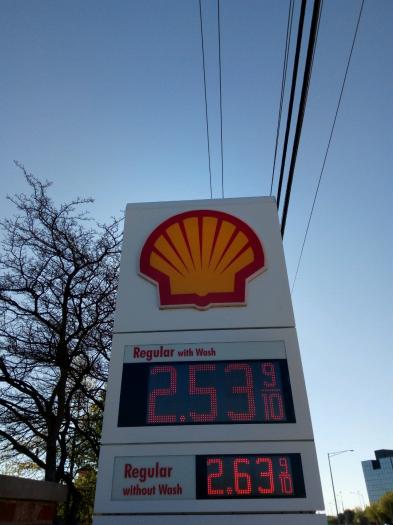 Regular with Wash
2.53 9/10
Regular
without Wash
2.63 9/10